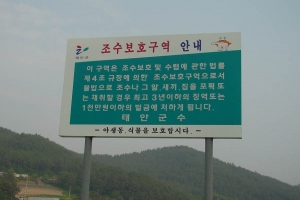 조수보호구역 안내
이 구역은 조수보호 및 수렵에 관한 법률
제4조 규정에 의한 조수보호구역으로서
불법으로 조수나 그 알.새끼.집을 포획또
는 채취할 경우 최고 3년이하의 징역또는
1천만원이하의 벌금에 처하게 됩니다.
태안군수
- 야생동.식물을 보호합시다. -